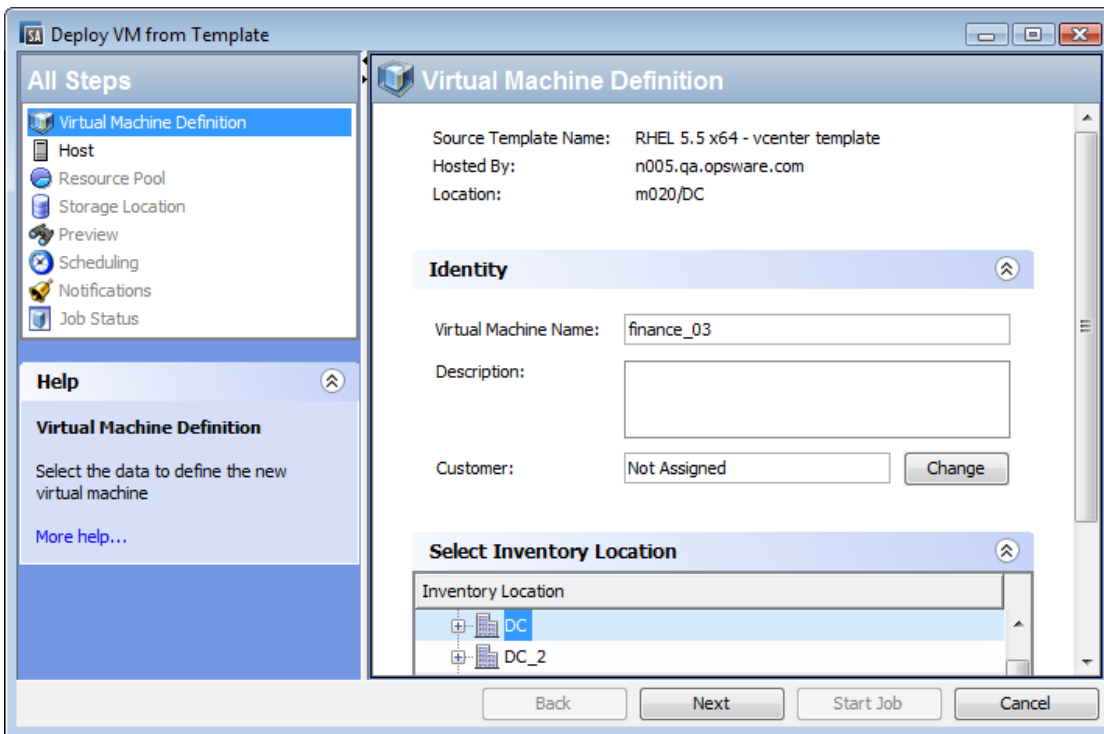 SA Deploy VM from Template
All Steps
Virtual Machine Definition
Host
Resource Pool
Storage Location
Preview
Scheduling
Notifications
Job Status
Help
Virtual Machine Definition
Select the data to define the new
virtual machine
More help...
Virtual Machine Definition
Source Template Name: RHEL 5.5 x64 - vcenter template
Hosted By: n005.qa.opsware.com
Location: m020/DC
Identity
Virtual Machine Name: finance_03
Description:
Customer: Not Assigned Change
Select Inventory Location
Inventory Location
DC
DC_2
Back Next Start Job Cancel